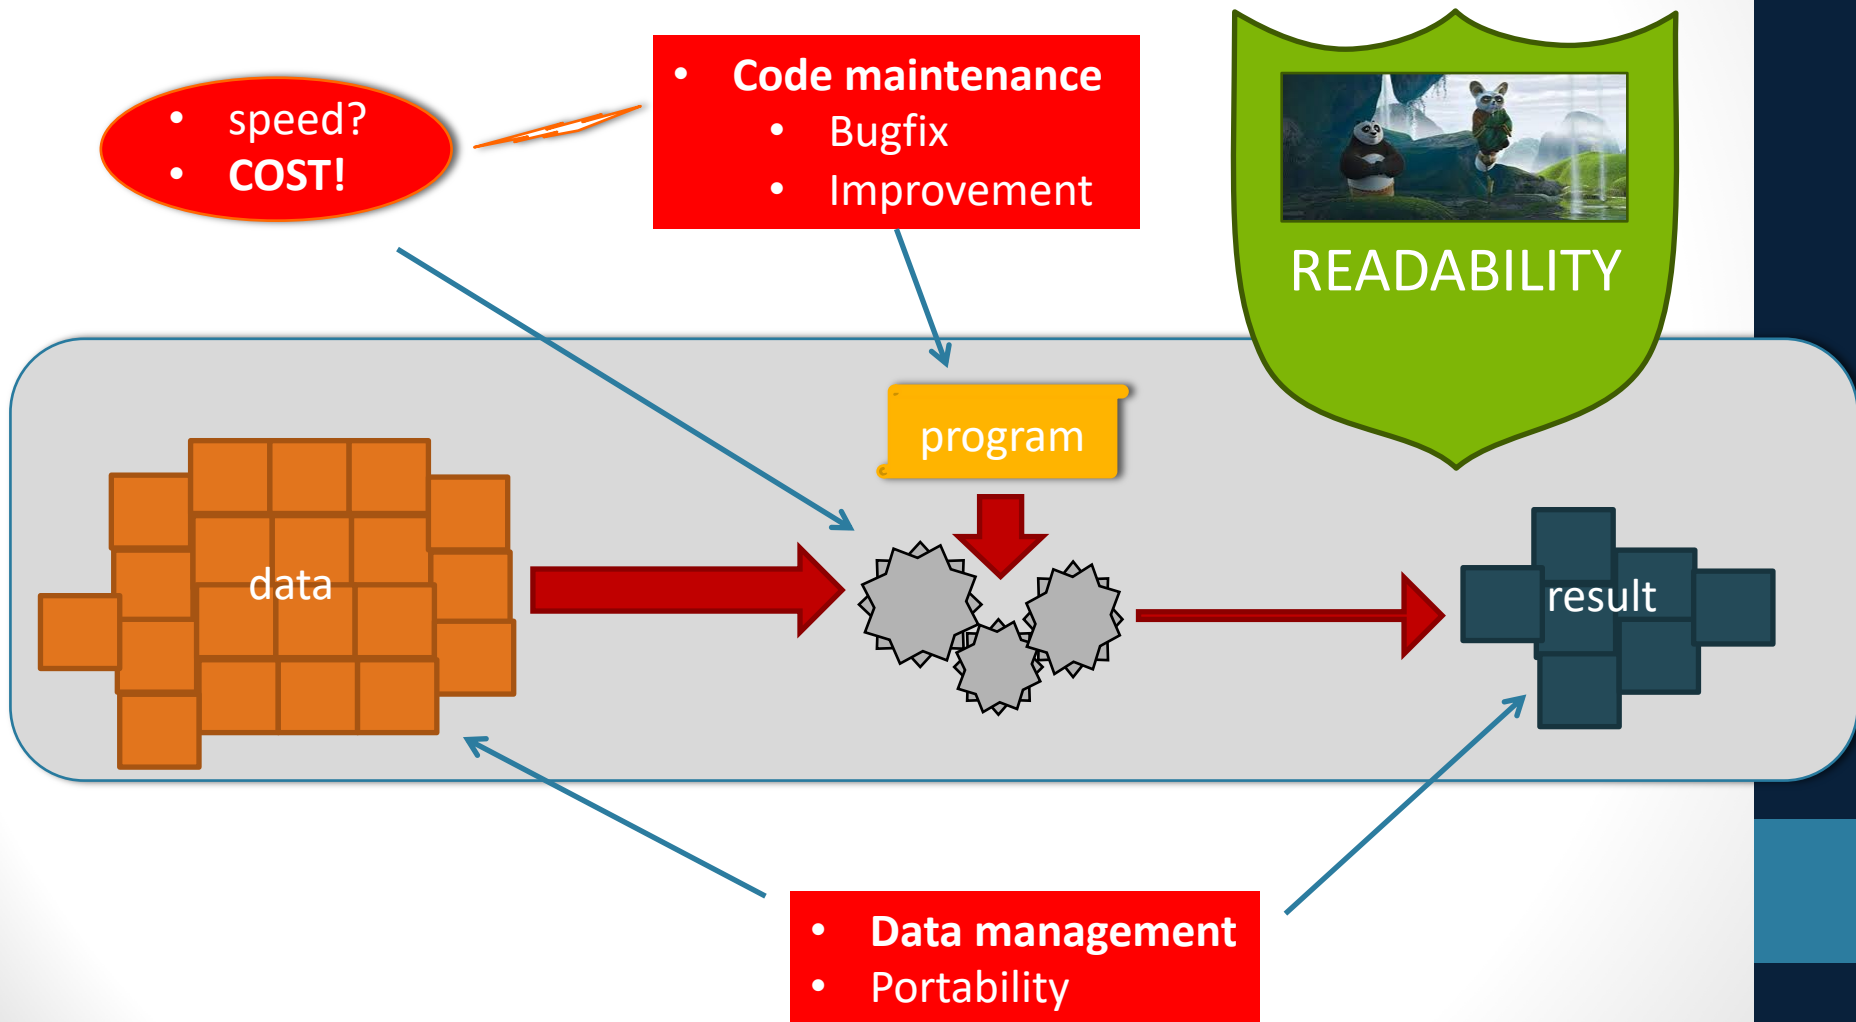 • speed?
• COST!
• Code maintenance
• Bugfix
• Improvement
READABILITY
program
data
result
• Data management
• Portability